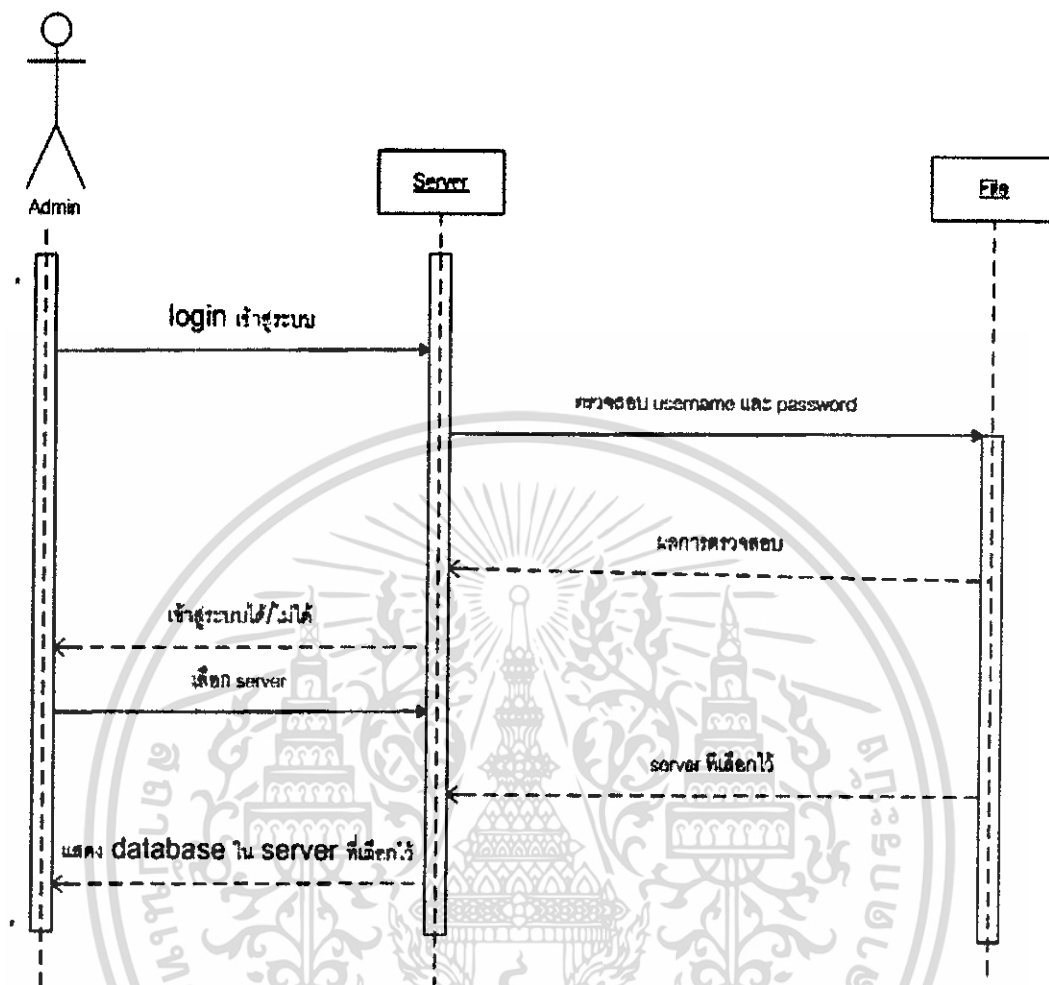 Admin
Server
File
login เข้าสู่ระบบ
ตรวจสอบ username และ password
ผลการตรวจสอบ
เข้าสู่ระบบได้/ไม่ได้
เลือก server
server ที่เลือกไว้
แสดง database ใน server ที่เลือกไว้